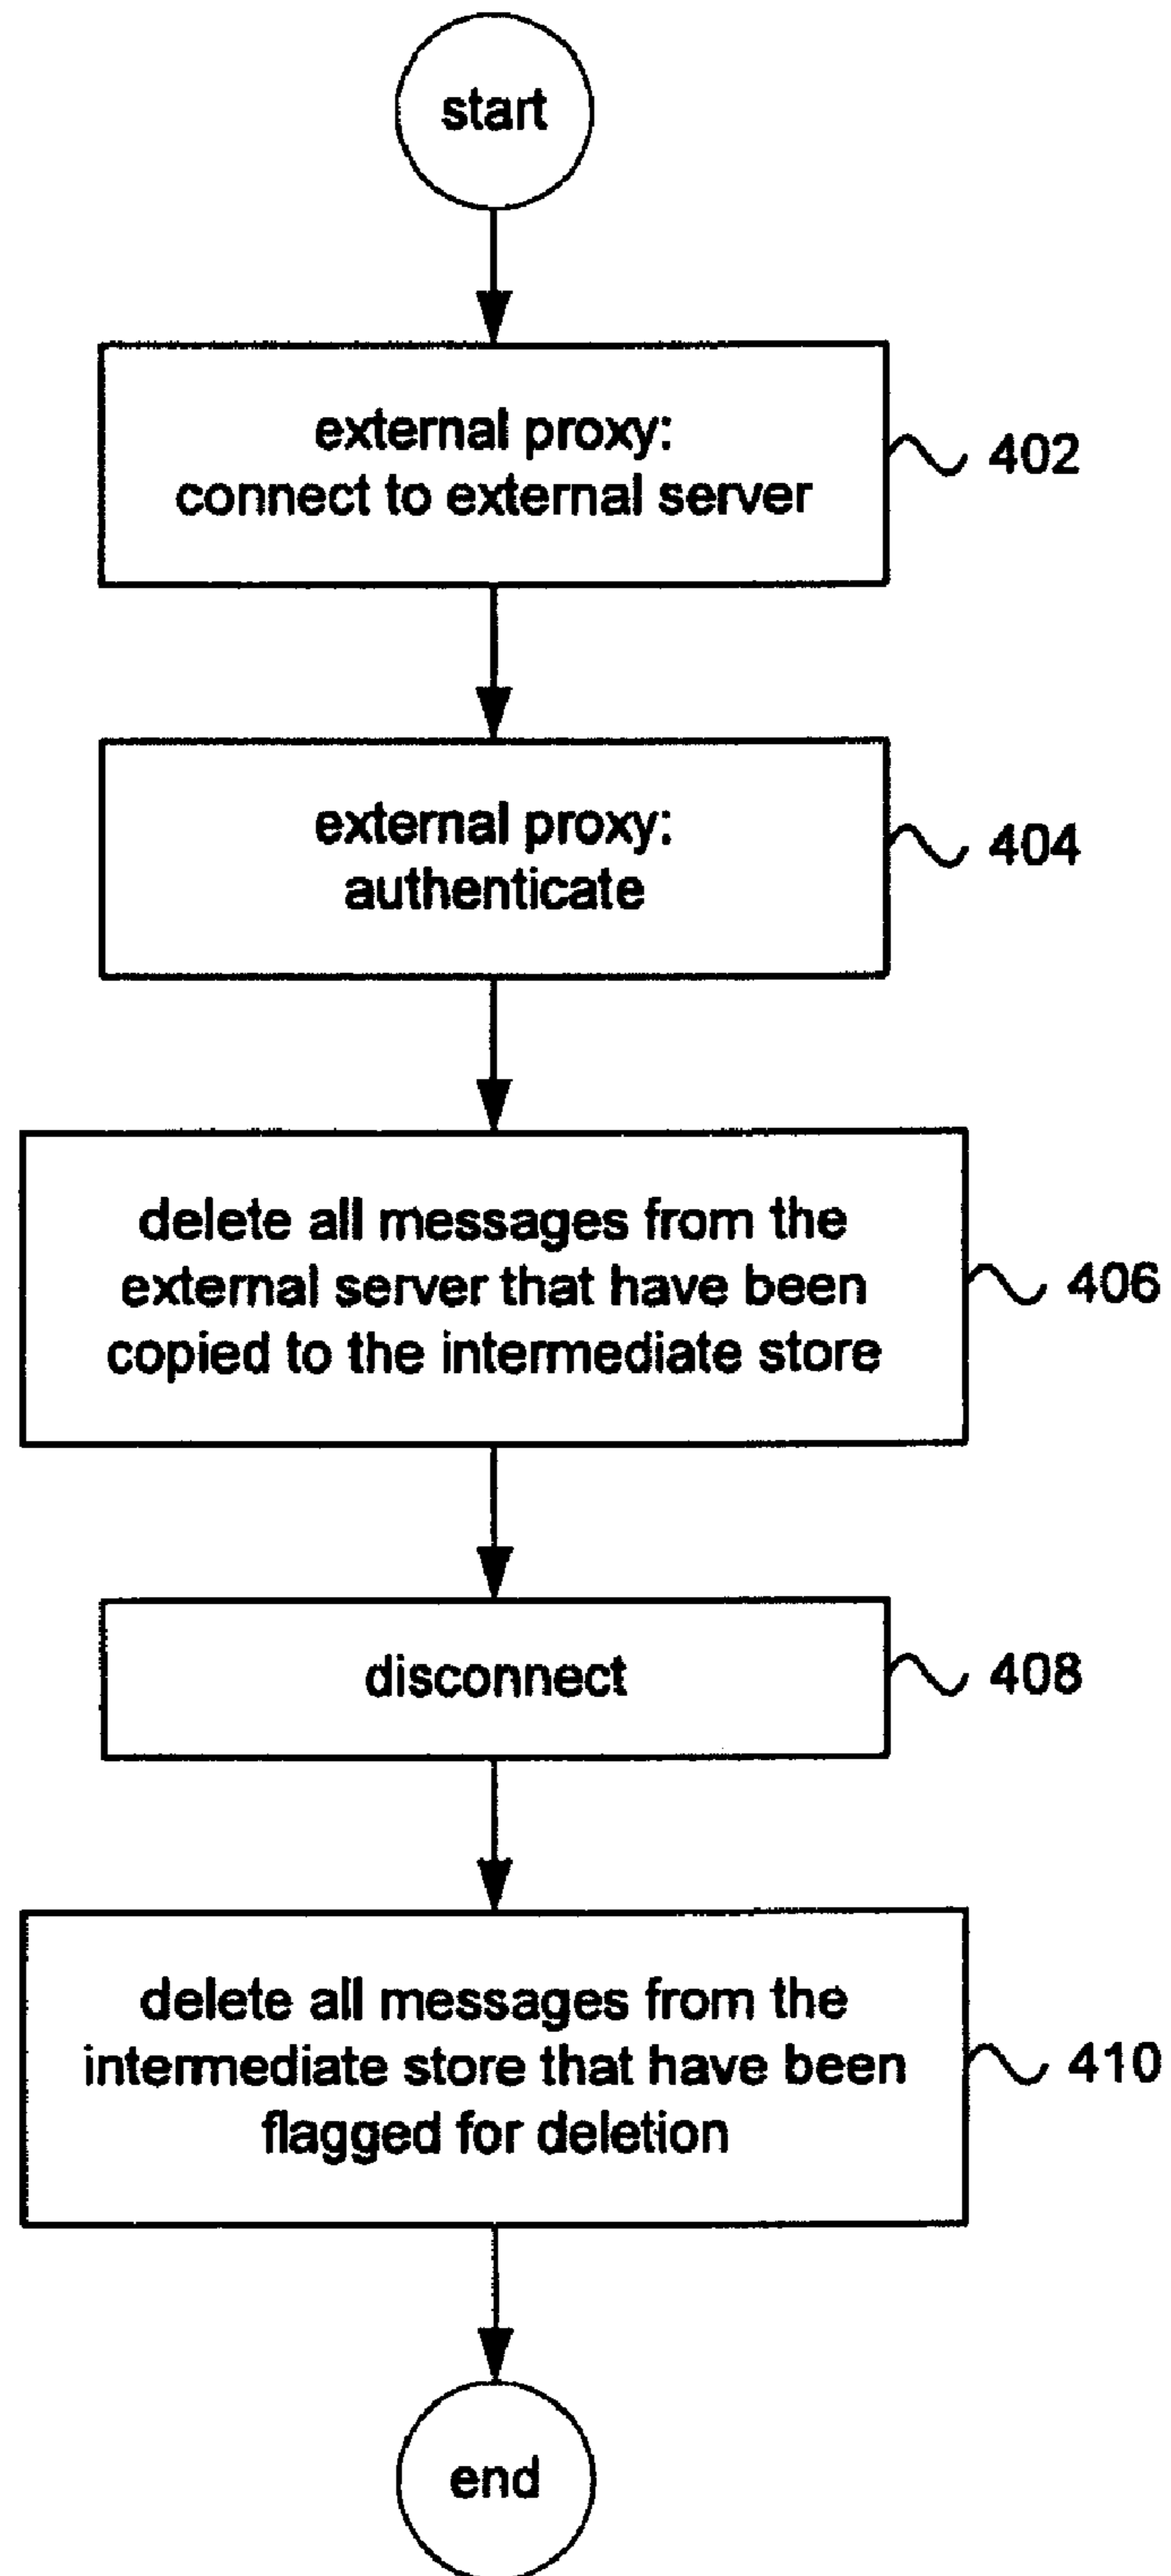 start
external proxy:
connect to external server
402
external proxy:
authenticate
404
delete all messages from the
external server that have been
copied to the intermediate store
406
disconnect
408
delete all messages from the
intermediate store that have been
flagged for deletion
410
end